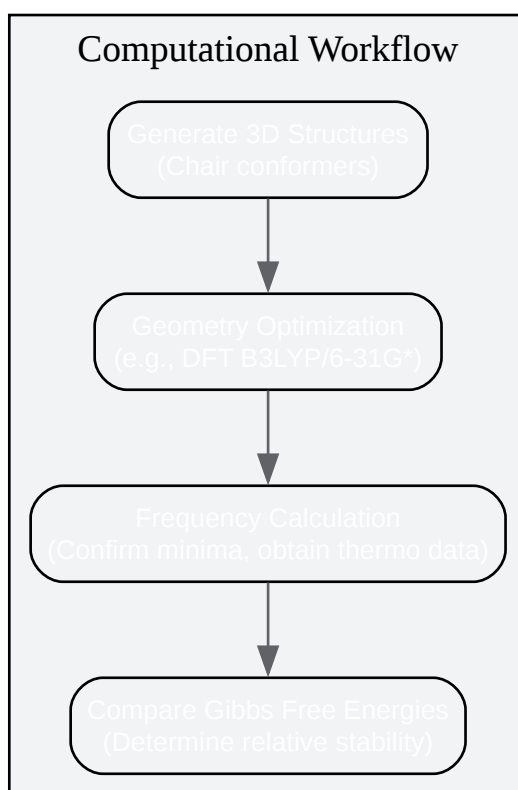 Computational Workflow
Generate 3D Structures
(Chair conformers)
Geometry Optimization
(e.g., DFT B3LYP/6-31G*)
Frequency Calculation
(Confirm minima, obtain thermo data)
Compare Gibbs Free Energies
(Determine relative stability)